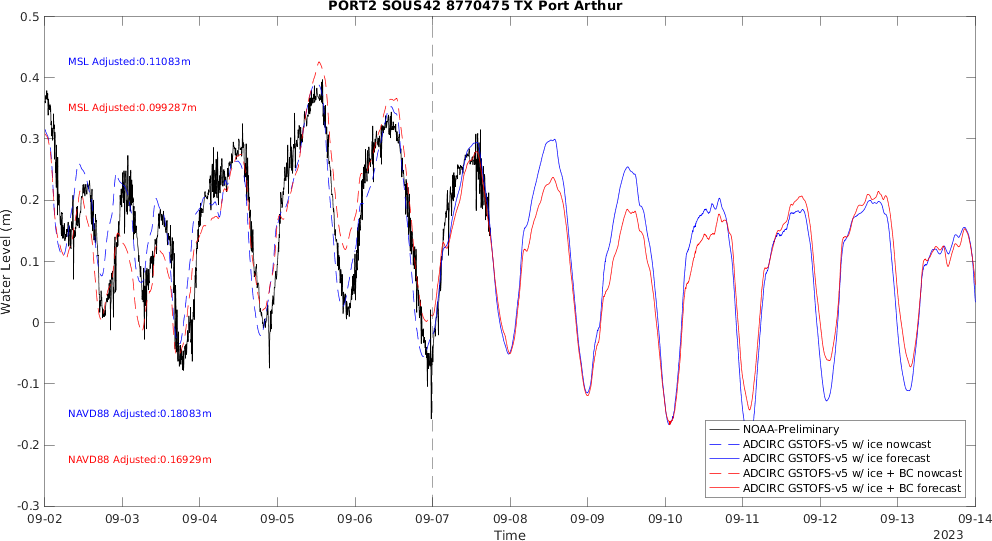 PORT2 SOUS42 8770475 TX Port Arthur
0.5
0.4
0.3
0.2
0.1
0
-0.1
-0.2
-0.3
Water Level (m)
MSL Adjusted:0.11083m
MSL Adjusted:0.099287m
NAVD88 Adjusted:0.18083m
NAVD88 Adjusted:0.16929m
NOAA-Preliminary
ADCIRC GSTOFS-v5 w/ ice nowcast
ADCIRC GSTOFS-v5 w/ ice forecast
ADCIRC GSTOFS-v5 w/ ice + BC nowcast
ADCIRC GSTOFS-v5 w/ ice + BC forecast
09-02 09-03 09-04 09-05 09-06 09-07 09-08 09-09 09-10 09-11 09-12 09-13 09-14
Time
2023